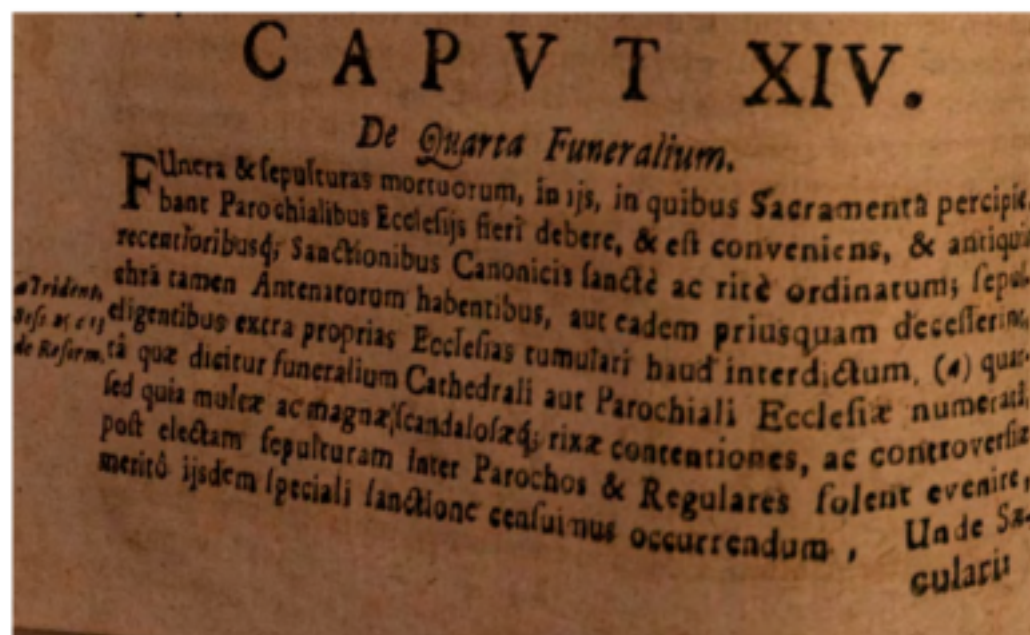 CAPVT XIV.
De Quarta Funeralium.
FUnera & ſepulturas mortuorum, in ijs, in quibus Sacramenta percipie
bant Parochialibus Eccleſijs fieri debere, & eſt conveniens, & antiquis
recentioribusq́; Sanctionibus Canonicis ſanctè ac ritè ordinatum; ſepul-
chra tamen Antenatorum habentibus, aut eadem priusquam deceſſerint,
eligentibus extra proprias Eccleſias tumulari haud interdictum, (a) quar-
tâ quæ dicitur funeralium Cathedrali aut Parochiali Eccleſiæ numeratâ,
ſed quia multæ ac magnæ, ſcandaloſæq́; rixæ contentiones, ac controverſiæ
poſt electam ſepulturam inter Parochos & Regulares ſolent evenire,
meritò ijsdem ſpeciali ſanctione cenſuimus occurrendum,
Unde Sæ-
cularis
a Trident.
Seſſ.
de Reform.